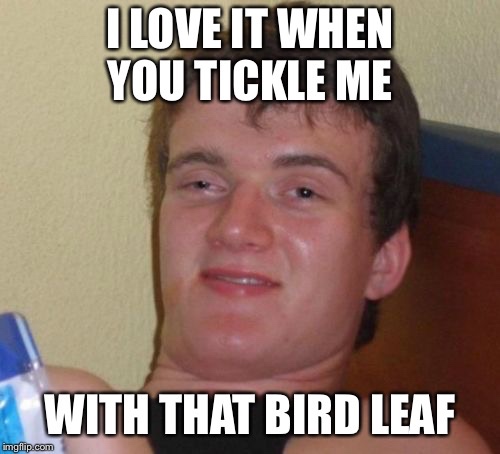 I LOVE IT WHEN
YOU TICKLE ME
WITH THAT BIRD LEAF
imgflip.com